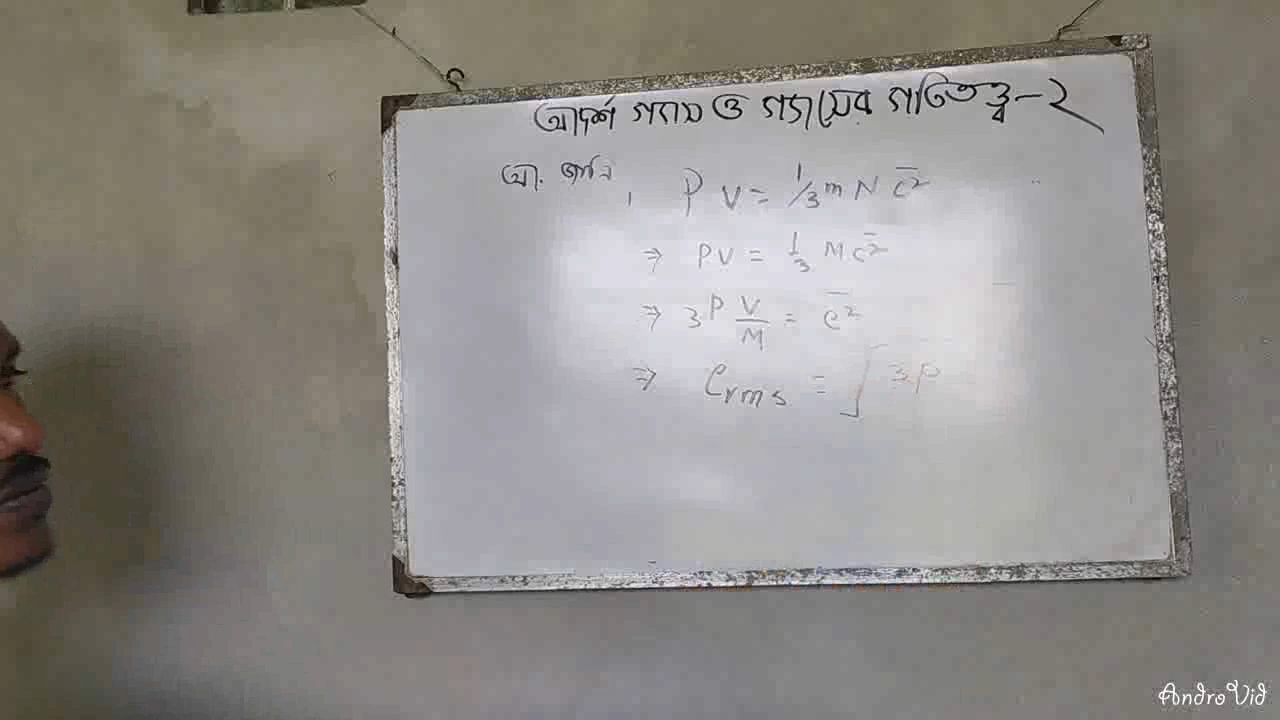 আদর্শ গ্যাস ও গ্যাসের গতিতত্ত্ব-২
আ. জানি,
P V = 1/3 m N c̅²
⇒ PV = 1/3 M c̅²
⇒ 3P V/M = c̅²
⇒ Crms = √3P
AndroVid